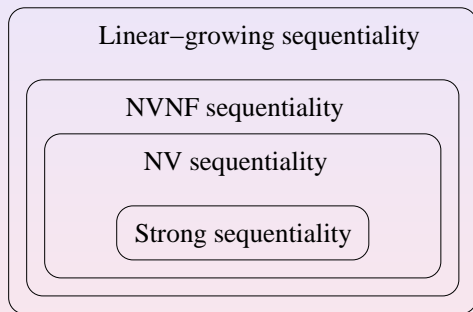 Linear−growing sequentiality
NVNF sequentiality
NV sequentiality
Strong sequentiality